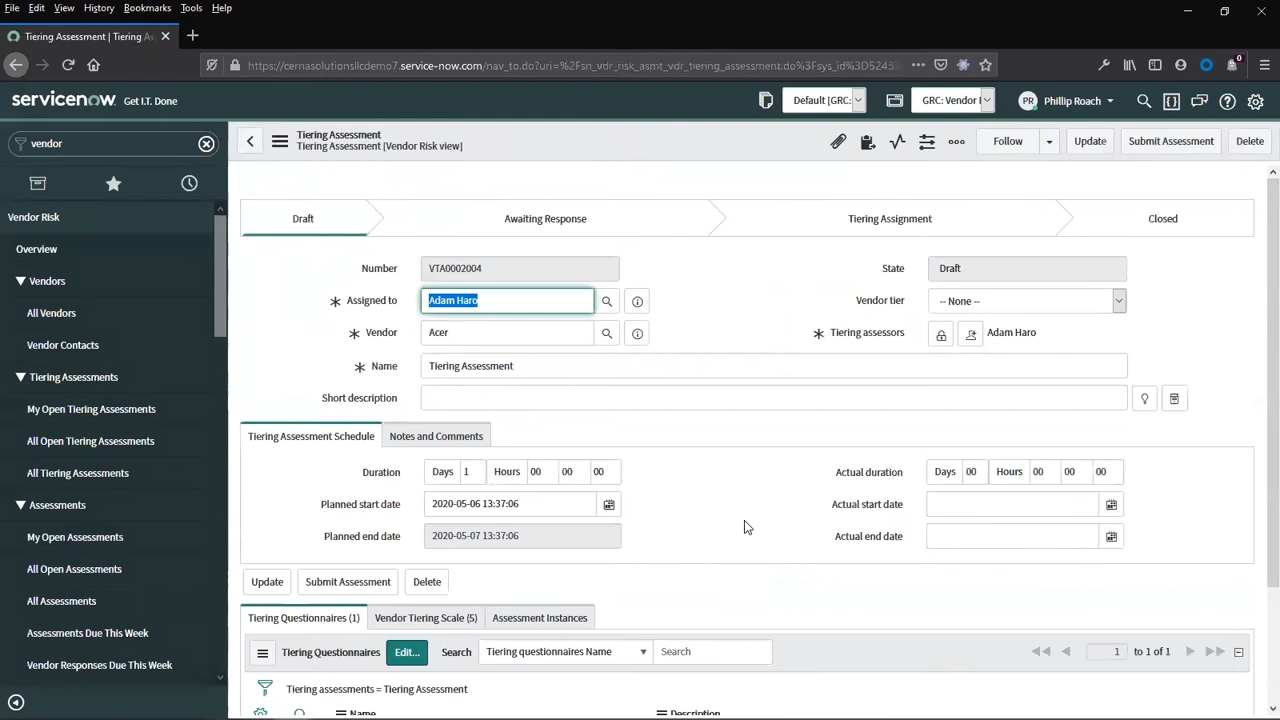 File Edit View History Bookmarks Tools Help
Tiering Assessment | Tiering As
https://cernasolutionsllcdemo7.service-now.com/nav_to.do?uri=%2Fsn_vdr_risk_asmt_vdr_tiering_assessment.do%3Fsys_id%3D5245
servicenow Get I.T. Done
Default [GRC:
GRC: Vendor
PR Phillip Roach
vendor
Tiering Assessment
Tiering Assessment [Vendor Risk view]
Follow Update Submit Assessment Delete
Vendor Risk
Overview
Vendors
All Vendors
Vendor Contacts
Tiering Assessments
My Open Tiering Assessments
All Open Tiering Assessments
All Tiering Assessments
Assessments
My Open Assessments
All Open Assessments
All Assessments
Assessments Due This Week
Vendor Responses Due This Week
Draft Awaiting Response Tiering Assignment Closed
Number VTA0002004 State Draft
Assigned to Adam Haro Vendor tier -- None --
Vendor Acer Tiering assessors Adam Haro
Name Tiering Assessment
Short description
Tiering Assessment Schedule Notes and Comments
Duration Days 1 Hours 00 00 00 Actual duration Days 00 Hours 00 00 00
Planned start date 2020-05-06 13:37:06 Actual start date
Planned end date 2020-05-07 13:37:06 Actual end date
Update Submit Assessment Delete
Tiering Questionnaires (1) Vendor Tiering Scale (5) Assessment Instances
Tiering Questionnaires Edit... Search Tiering questionnaires Name Search 1 to 1 of 1
Tiering assessments = Tiering Assessment
Name Description